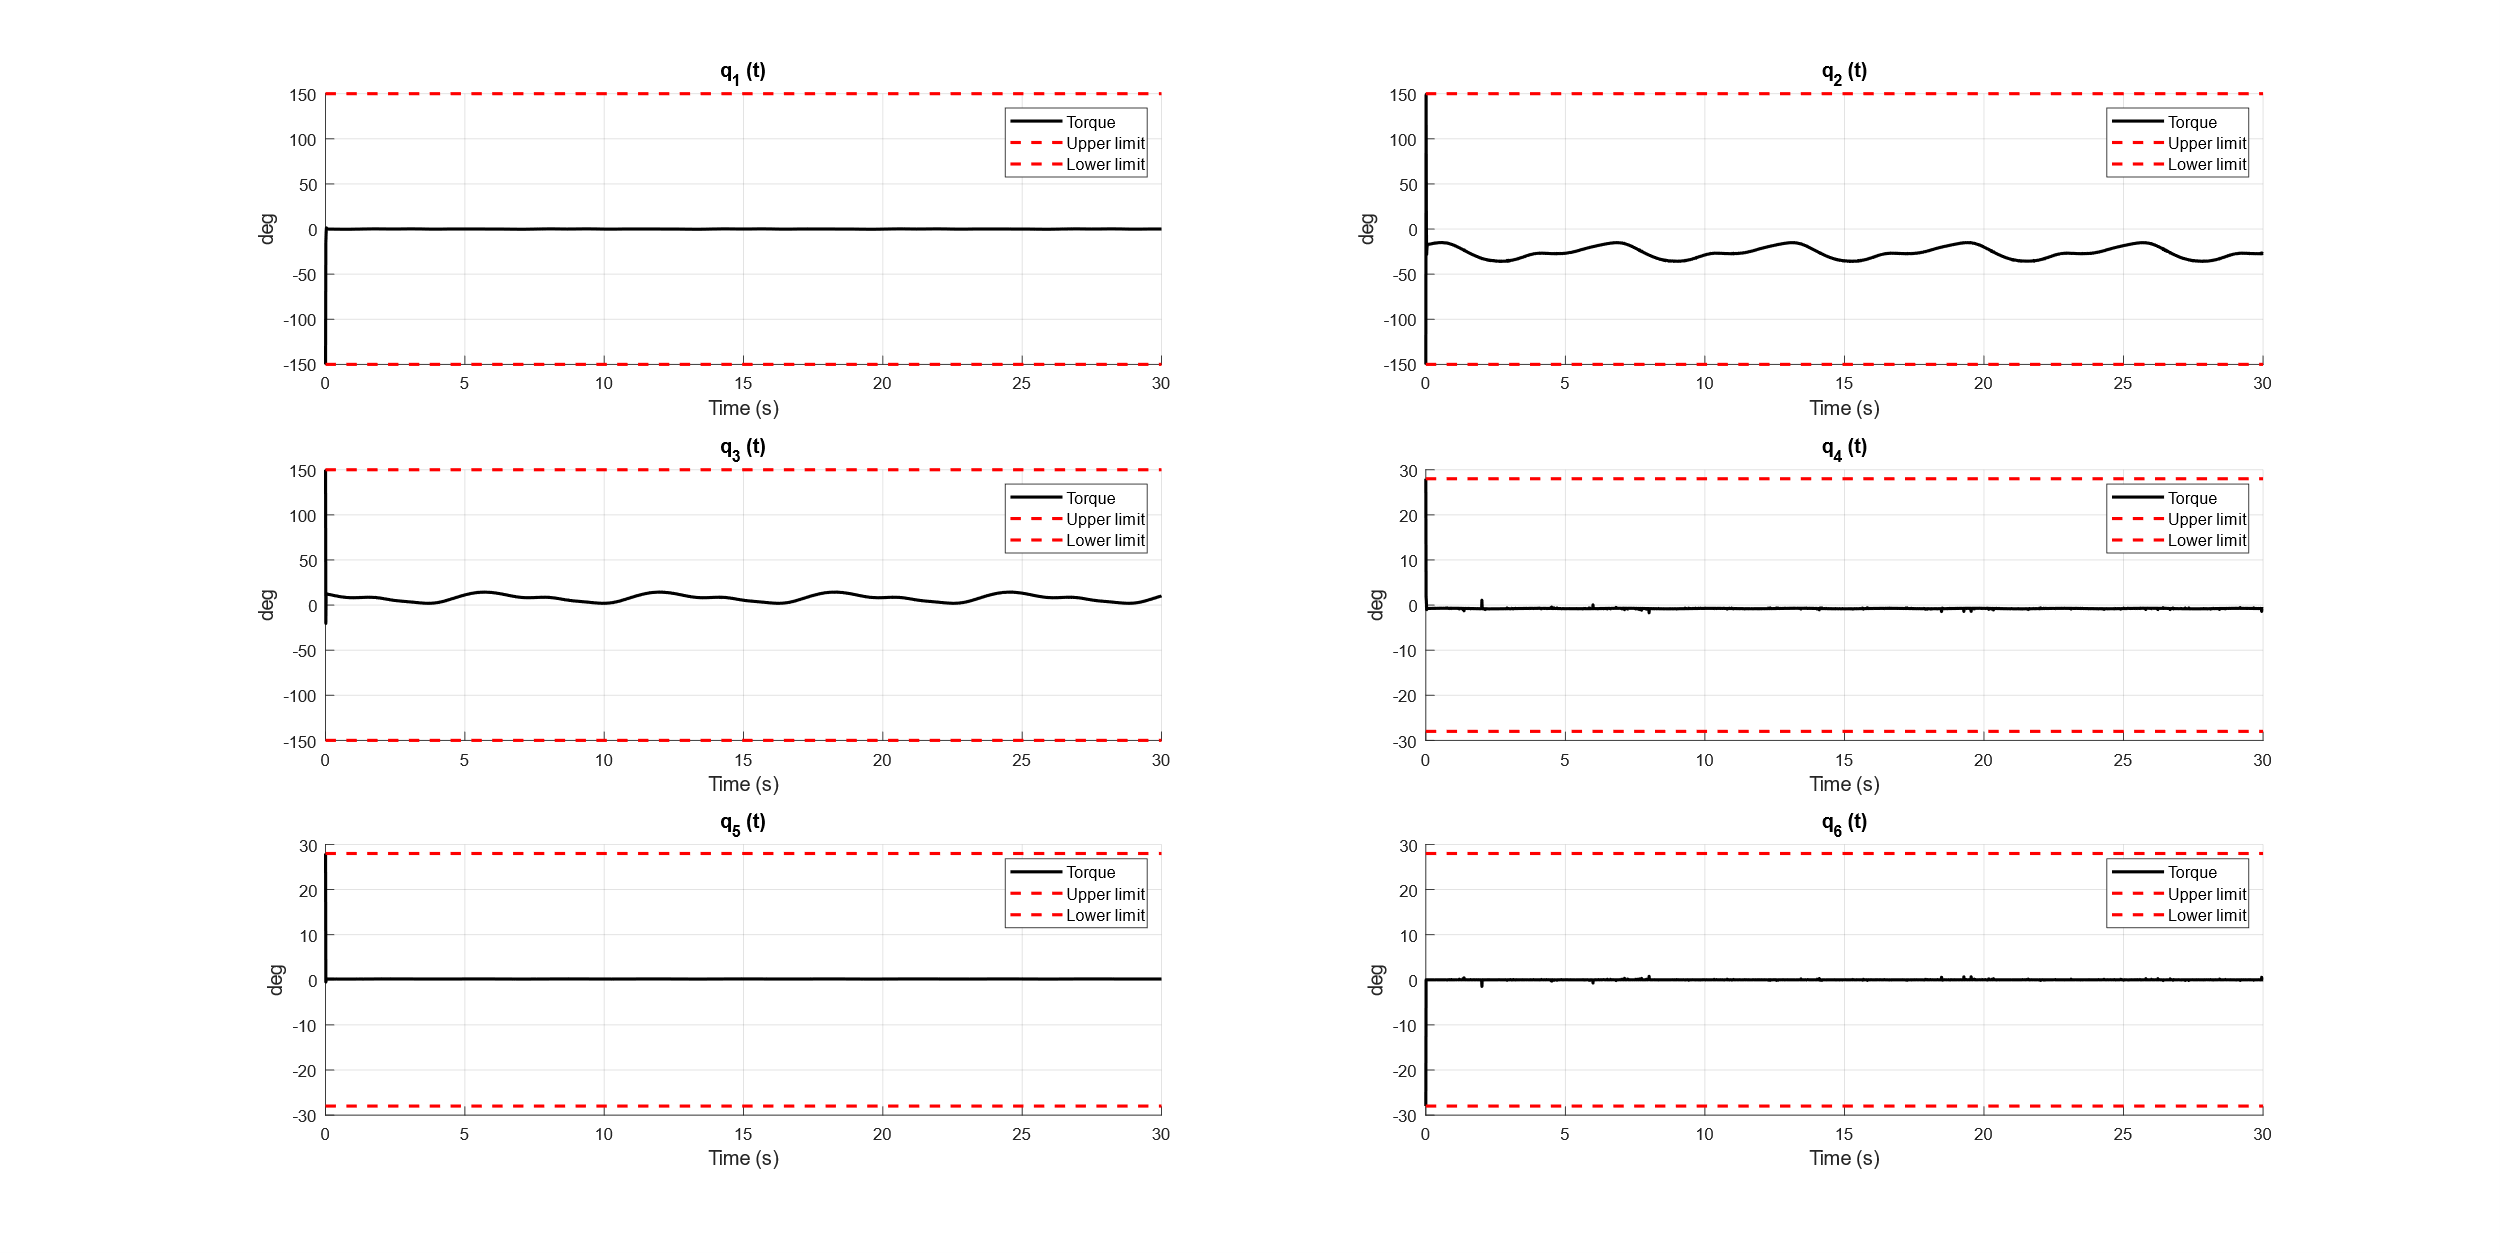 q1 (t)
150
100
50
0
-50
-100
-150
deg
0 5 10 15 20 25 30
Time (s)
Torque
Upper limit
Lower limit
q2 (t)
150
100
50
0
-50
-100
-150
deg
0 5 10 15 20 25 30
Time (s)
Torque
Upper limit
Lower limit
q3 (t)
150
100
50
0
-50
-100
-150
deg
0 5 10 15 20 25 30
Time (s)
Torque
Upper limit
Lower limit
q4 (t)
30
20
10
0
-10
-20
-30
deg
0 5 10 15 20 25 30
Time (s)
Torque
Upper limit
Lower limit
q5 (t)
30
20
10
0
-10
-20
-30
deg
0 5 10 15 20 25 30
Time (s)
Torque
Upper limit
Lower limit
q6 (t)
30
20
10
0
-10
-20
-30
deg
0 5 10 15 20 25 30
Time (s)
Torque
Upper limit
Lower limit